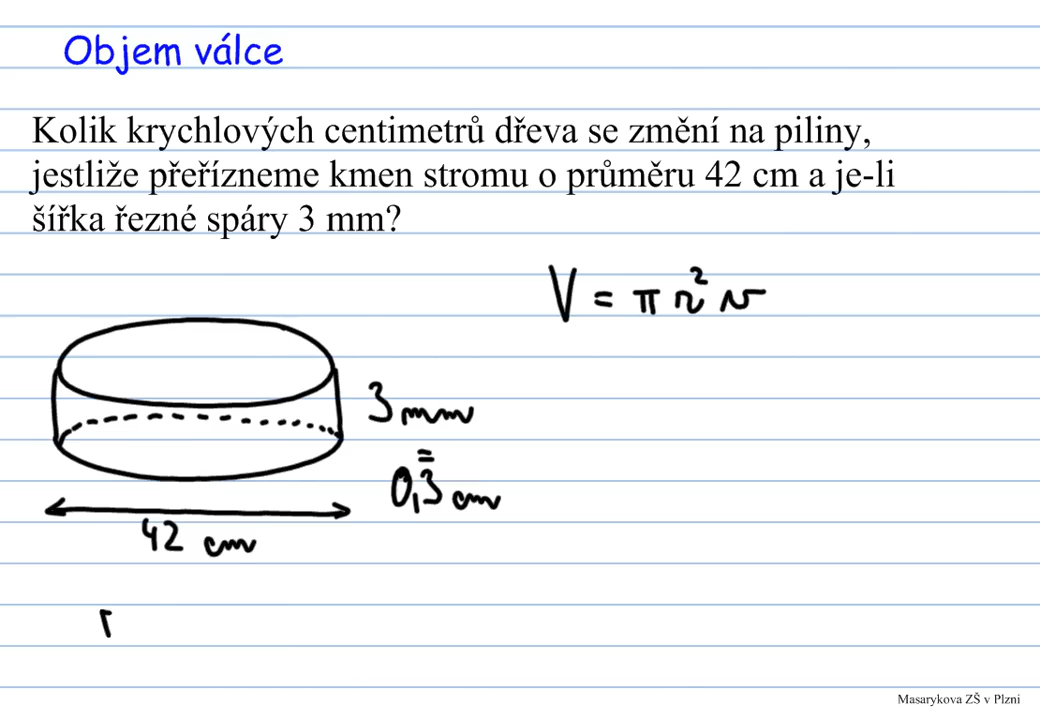 Objem válce
Kolik krychlových centimetrů dřeva se změní na piliny,
jestliže přeřízneme kmen stromu o průměru 42 cm a je-li
šířka řezné spáry 3 mm?
V = π r² v
3 mm
=
0,3 cm
42 cm
Masarykova ZŠ v Plzni